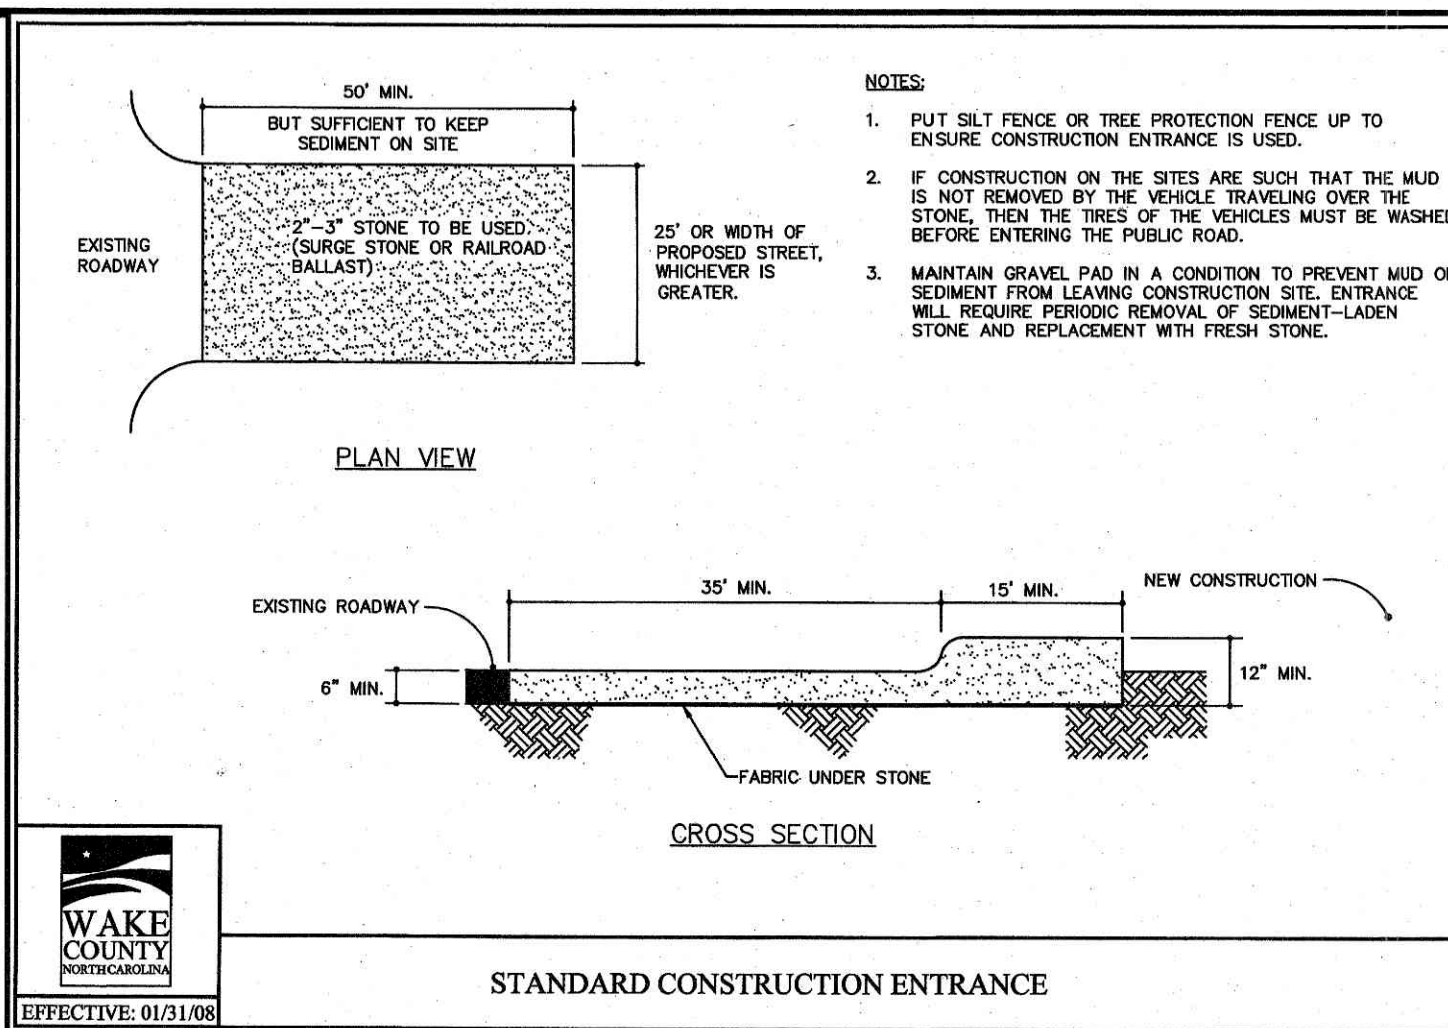 50' MIN.
BUT SUFFICIENT TO KEEP
SEDIMENT ON SITE
EXISTING
ROADWAY
2"-3" STONE TO BE USED.
(SURGE STONE OR RAILROAD
BALLAST)
25' OR WIDTH OF
PROPOSED STREET,
WHICHEVER IS
GREATER.
PLAN VIEW
NOTES:
1. PUT SILT FENCE OR TREE PROTECTION FENCE UP TO
ENSURE CONSTRUCTION ENTRANCE IS USED.
2. IF CONSTRUCTION ON THE SITES ARE SUCH THAT THE MUD
IS NOT REMOVED BY THE VEHICLE TRAVELING OVER THE
STONE, THEN THE TIRES OF THE VEHICLES MUST BE WASHED
BEFORE ENTERING THE PUBLIC ROAD.
3. MAINTAIN GRAVEL PAD IN A CONDITION TO PREVENT MUD
SEDIMENT FROM LEAVING CONSTRUCTION SITE. ENTRANCE
WILL REQUIRE PERIODIC REMOVAL OF SEDIMENT-LADEN
STONE AND REPLACEMENT WITH FRESH STONE.
EXISTING ROADWAY
35' MIN.
15' MIN.
NEW CONSTRUCTION
6" MIN.
12" MIN.
FABRIC UNDER STONE
CROSS SECTION
WAKE
COUNTY
NORTH CAROLINA
EFFECTIVE: 01/31/08
STANDARD CONSTRUCTION ENTRANCE